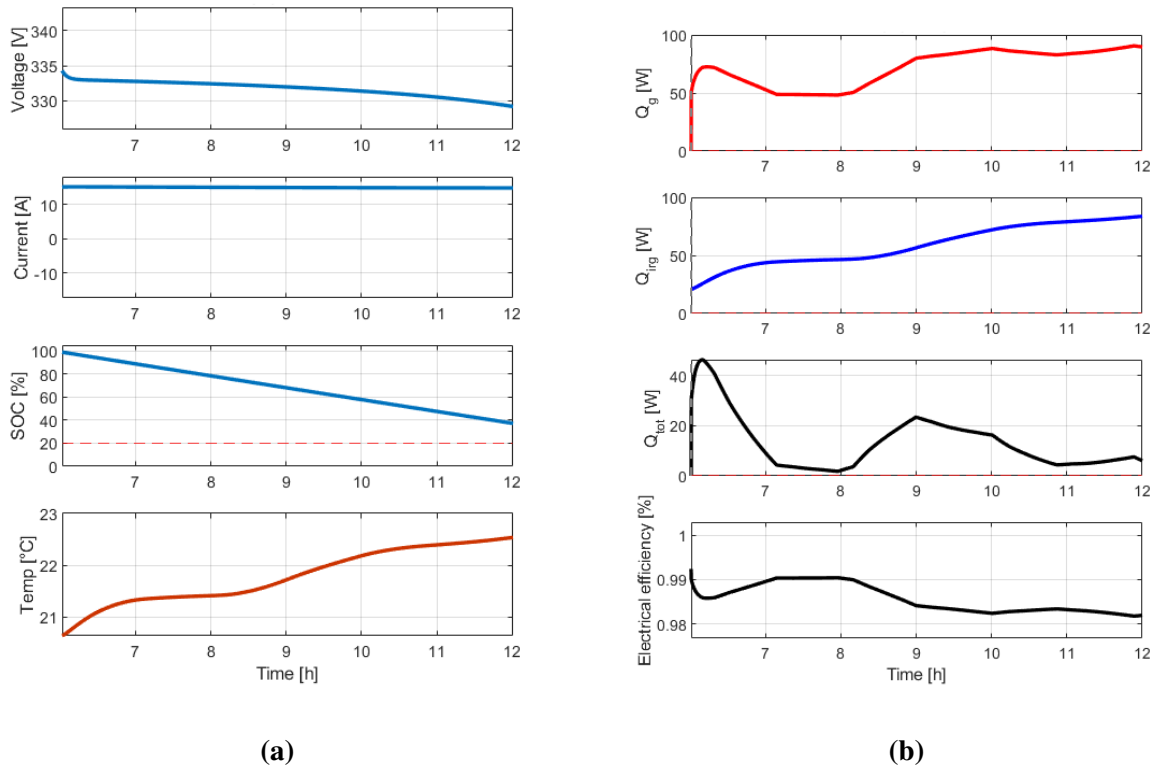 Voltage [V]
340
335
330
7 8 9 10 11 12
Current [A]
10
0
-10
7 8 9 10 11 12
SOC [%]
100
80
60
40
20
0
7 8 9 10 11 12
Temp [°C]
23
22
21
7 8 9 10 11 12
Time [h]
(a)
Q_g [W]
100
50
0
7 8 9 10 11 12
Q_irg [W]
100
50
0
7 8 9 10 11 12
Q_tot [W]
40
20
0
7 8 9 10 11 12
Electrical efficiency [%]
1
0.99
0.98
7 8 9 10 11 12
Time [h]
(b)